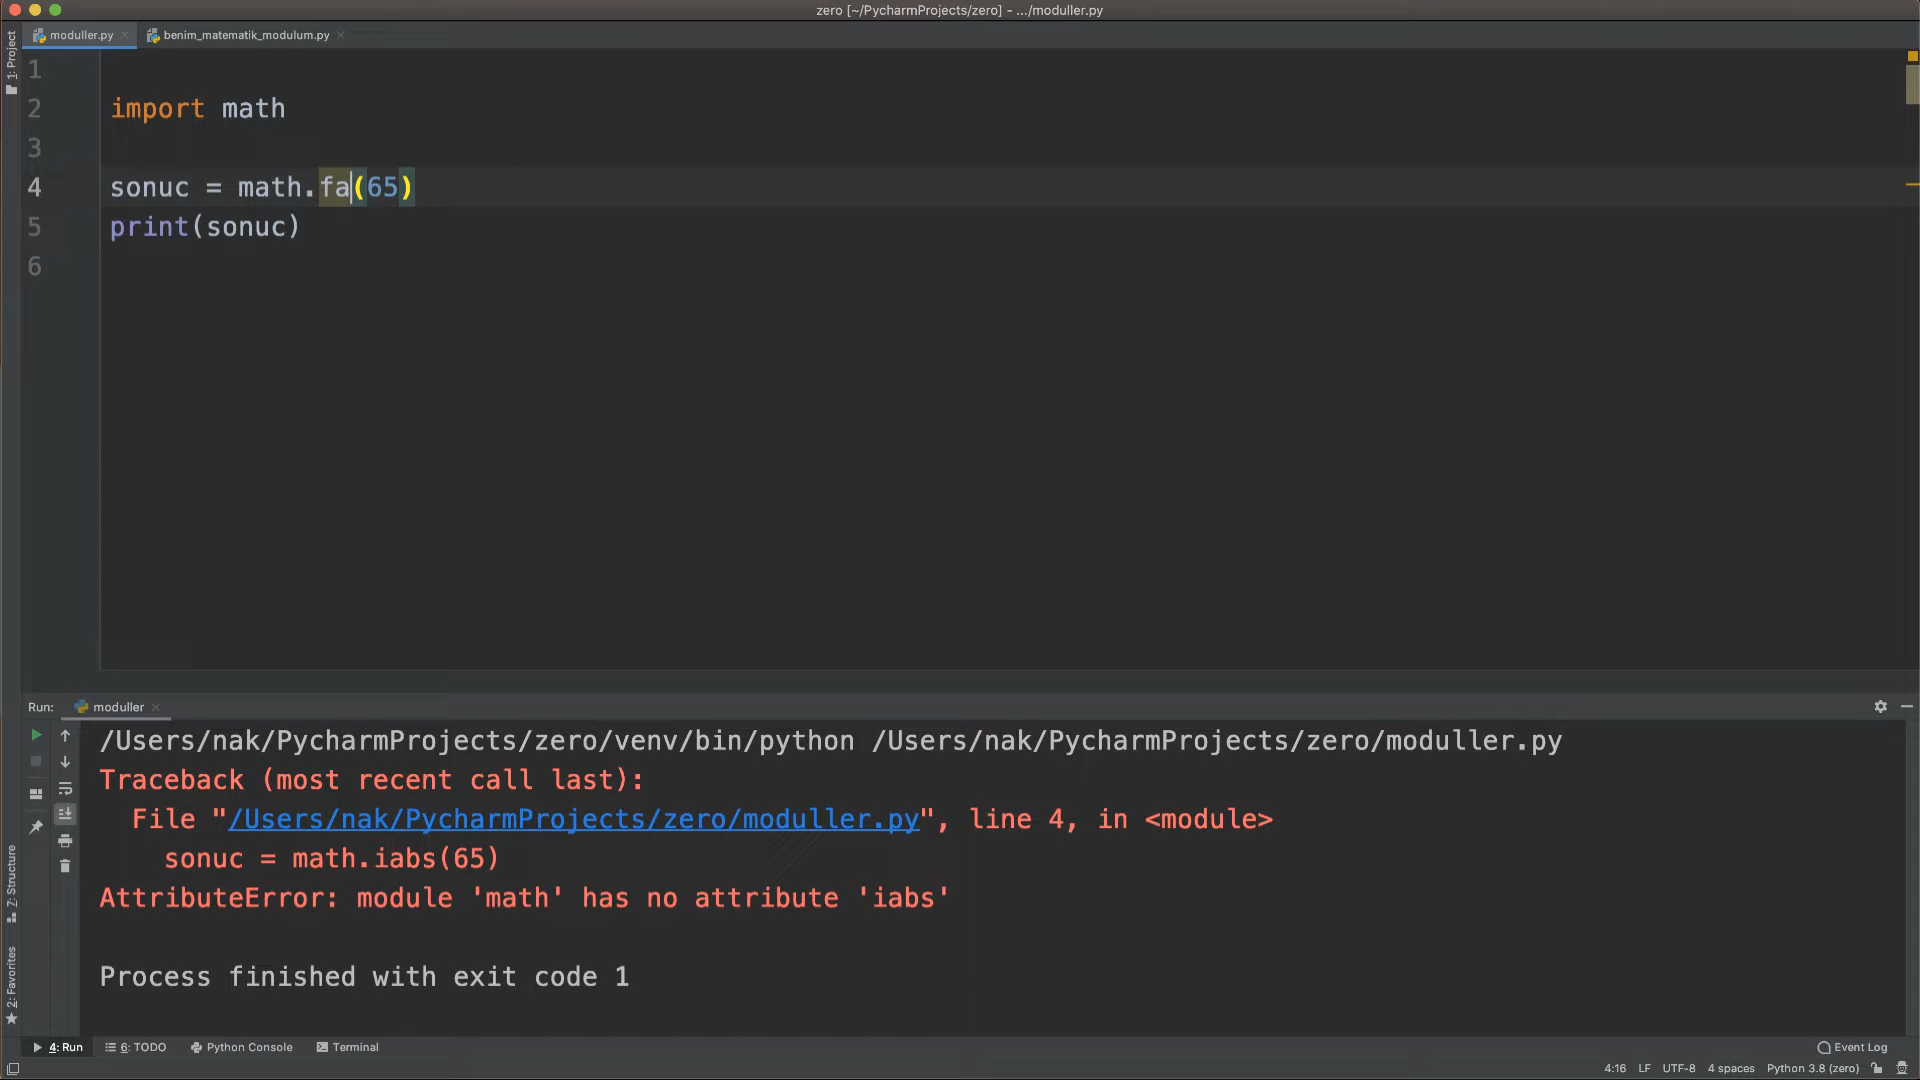 zero [~/PycharmProjects/zero] - .../moduller.py
moduller.py
benim_matematik_modulum.py
1: Project
1
2 import math
3
4 sonuc = math.fa(65)
5 print(sonuc)
6
Run: moduller
/Users/nak/PycharmProjects/zero/venv/bin/python /Users/nak/PycharmProjects/zero/moduller.py
Traceback (most recent call last):
File "/Users/nak/PycharmProjects/zero/moduller.py", line 4, in <module>
sonuc = math.iabs(65)
AttributeError: module 'math' has no attribute 'iabs'
Process finished with exit code 1
7: Structure
2: Favorites
4: Run
6: TODO
Python Console
Terminal
Event Log
4:16 LF UTF-8 4 spaces Python 3.8 (zero)